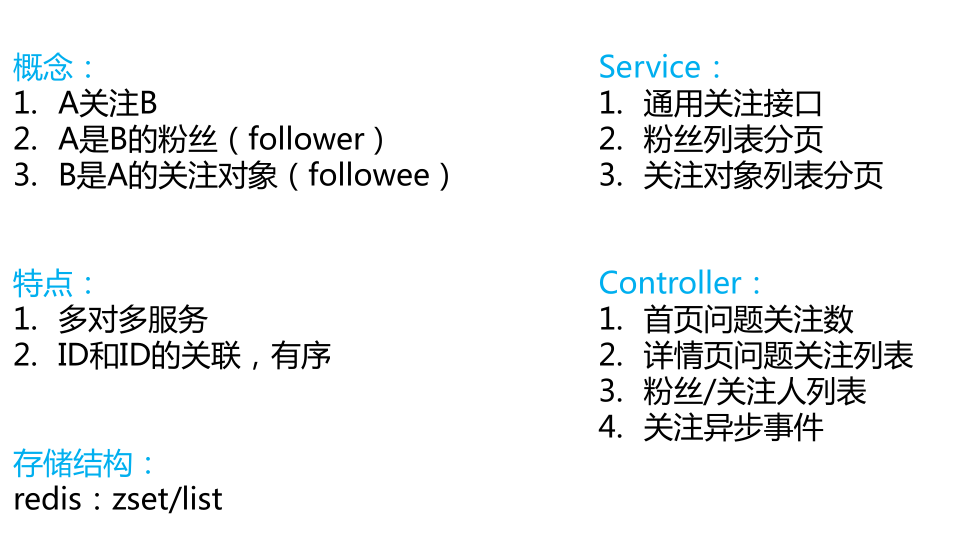 概念：
1. A关注B
2. A是B的粉丝（follower）
3. B是A的关注对象（followee）
特点：
1. 多对多服务
2. ID和ID的关联，有序
存储结构：
redis：zset/list
Service：
1. 通用关注接口
2. 粉丝列表分页
3. 关注对象列表分页
Controller：
1. 首页问题关注数
2. 详情页问题关注列表
3. 粉丝/关注人列表
4. 关注异步事件